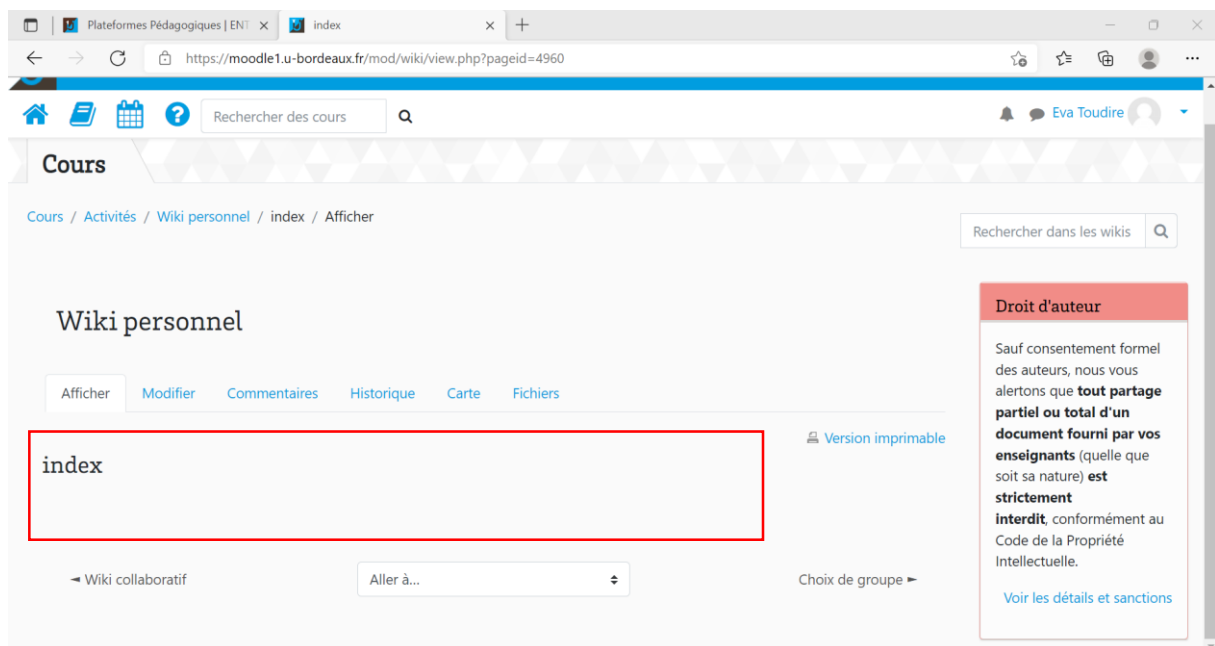 Plateformes Pédagogiques | ENT
index
https://moodle1.u-bordeaux.fr/mod/wiki/view.php?pageid=4960
Rechercher des cours
Eva Toudire
Cours
Cours / Activités / Wiki personnel / index / Afficher
Rechercher dans les wikis
Wiki personnel
Afficher
Modifier
Commentaires
Historique
Carte
Fichiers
Version imprimable
index
◄ Wiki collaboratif
Aller à...
Choix de groupe ►
Droit d'auteur
Sauf consentement formel
des auteurs, nous vous
alertons que tout partage
partiel ou total d'un
document fourni par vos
enseignants (quelle que
soit sa nature) est
strictement
interdit, conformément au
Code de la Propriété
Intellectuelle.
Voir les détails et sanctions